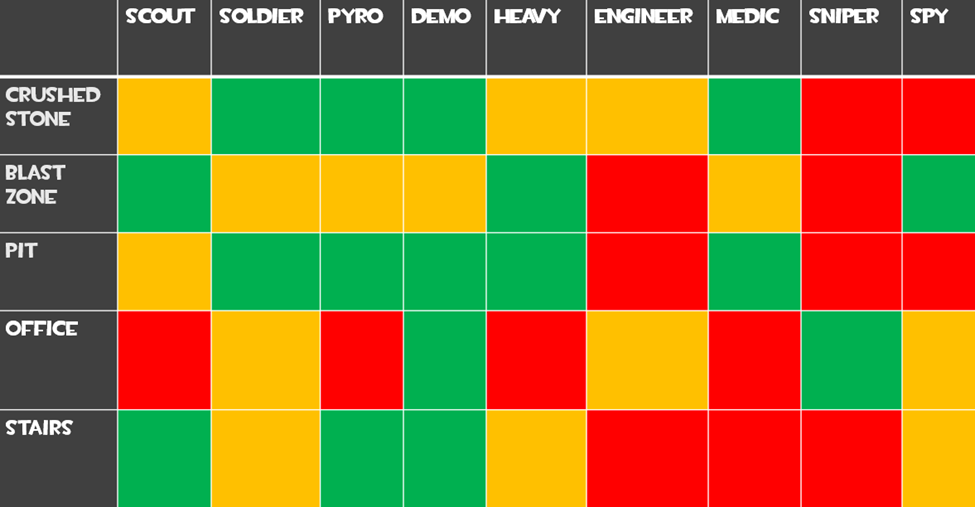 SCOUT SOLDIER PYRO DEMO HEAVY ENGINEER MEDIC SNIPER SPY
CRUSHED
STONE
BLAST
ZONE
PIT
OFFICE
STAIRS